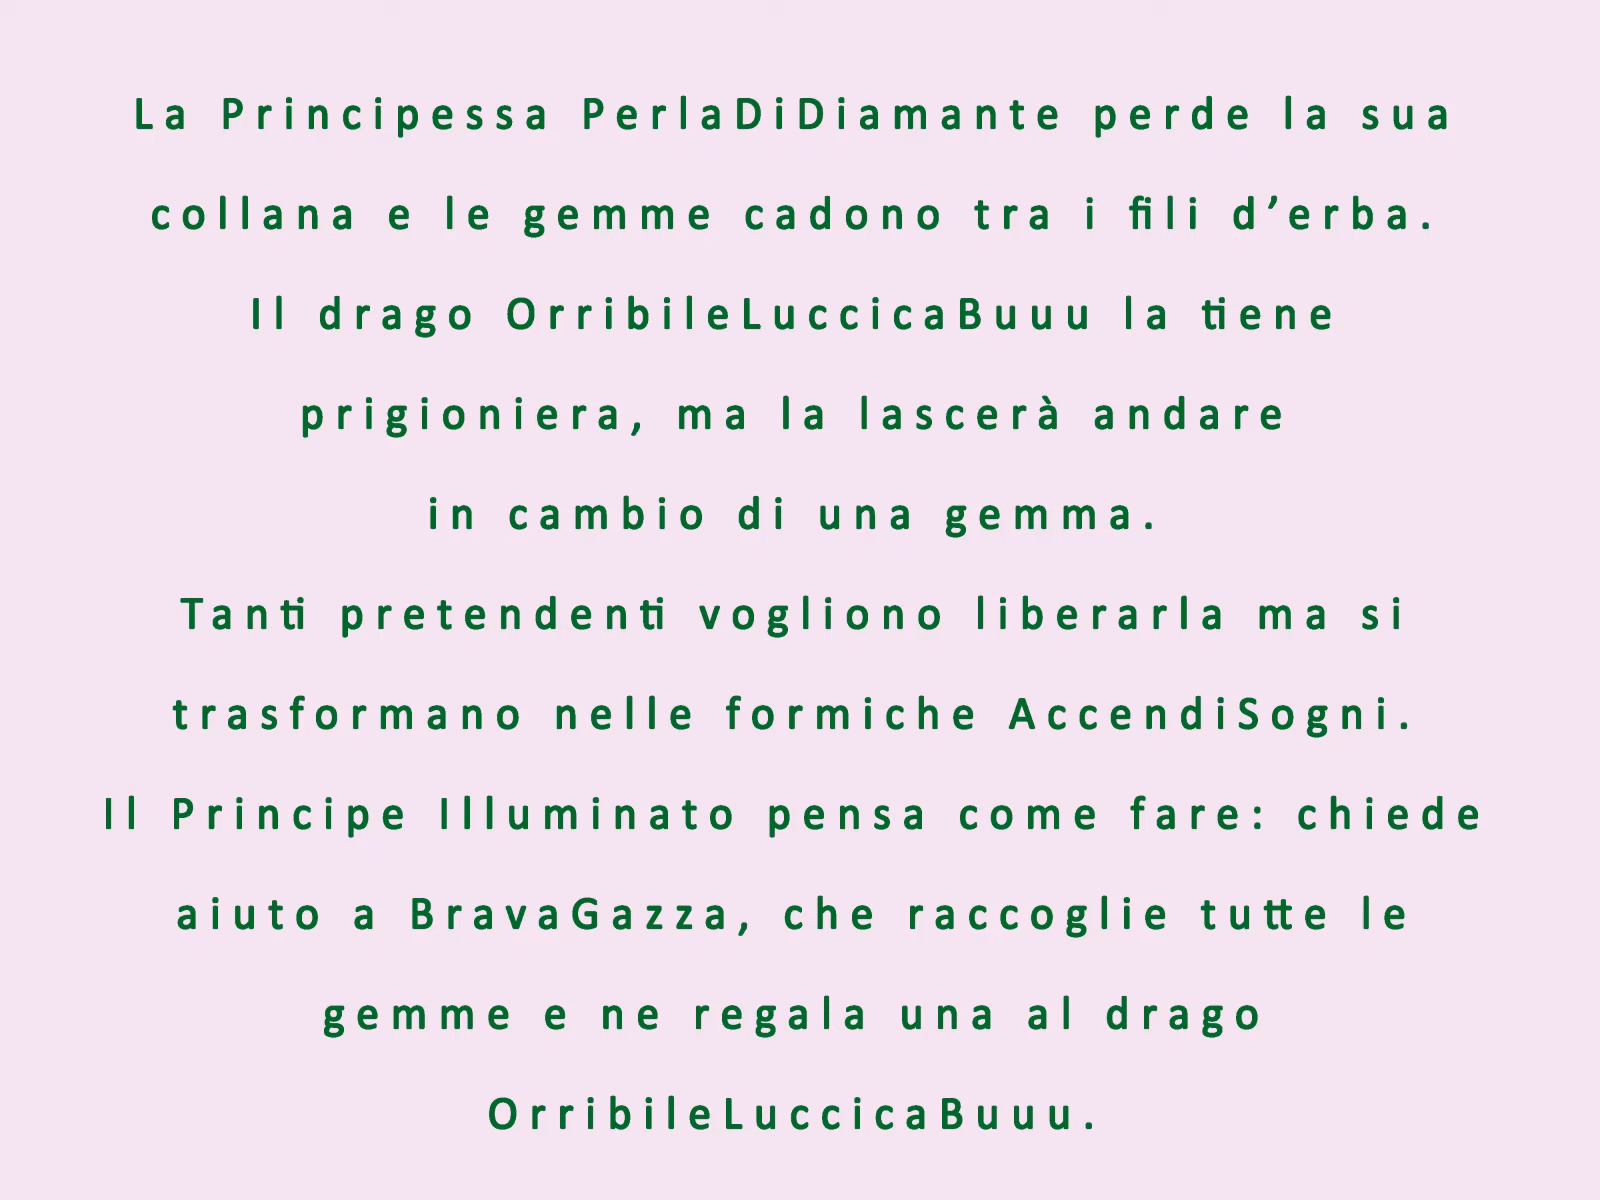 La Principessa PerlaDiDiamante perde la sua
collana e le gemme cadono tra i fili d’erba.
Il drago OrribileLuccicaBuuu la tiene
prigioniera, ma la lascerà andare
in cambio di una gemma.
Tanti pretendenti vogliono liberarla ma si
trasformano nelle formiche AccendiSogni.
Il Principe Illuminato pensa come fare: chiede
aiuto a BravaGazza, che raccoglie tutte le
gemme e ne regala una al drago
OrribileLuccicaBuuu.